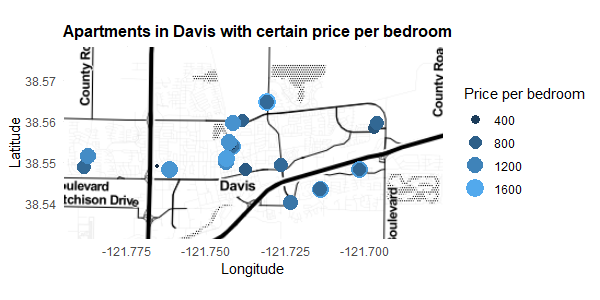 Apartments in Davis with certain price per bedroom
County Ro
County Roa
38.57
38.56
38.55
38.54
Latitude
Davis
oulevard
tchison Drive
oulevard
-121.775
-121.750
-121.725
-121.700
Longitude
Price per bedroom
400
800
1200
1600